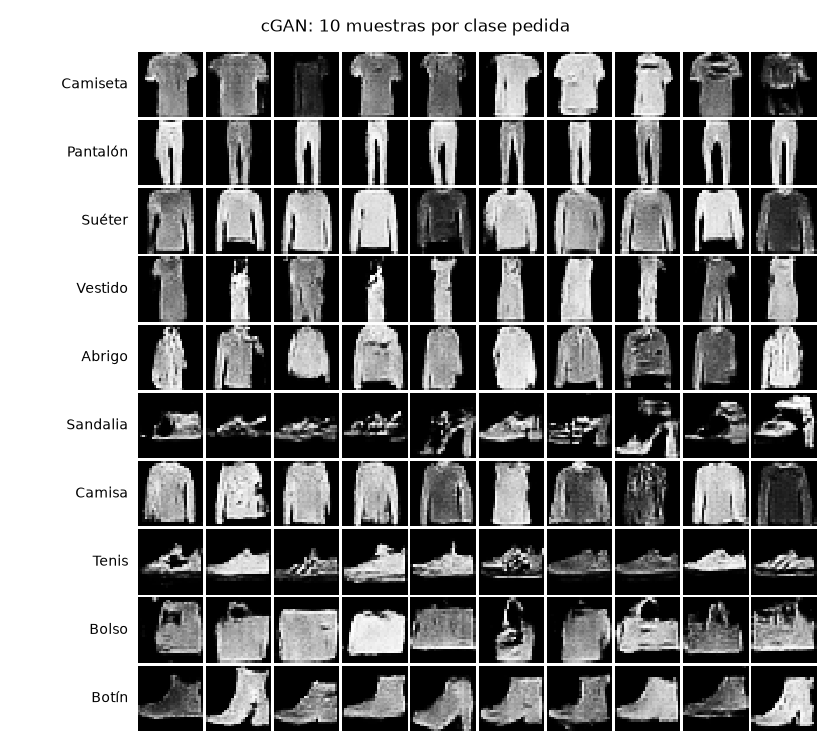 cGAN: 10 muestras por clase pedida
Camiseta
Pantalón
Suéter
Vestido
Abrigo
Sandalia
Camisa
Tenis
Bolso
Botín